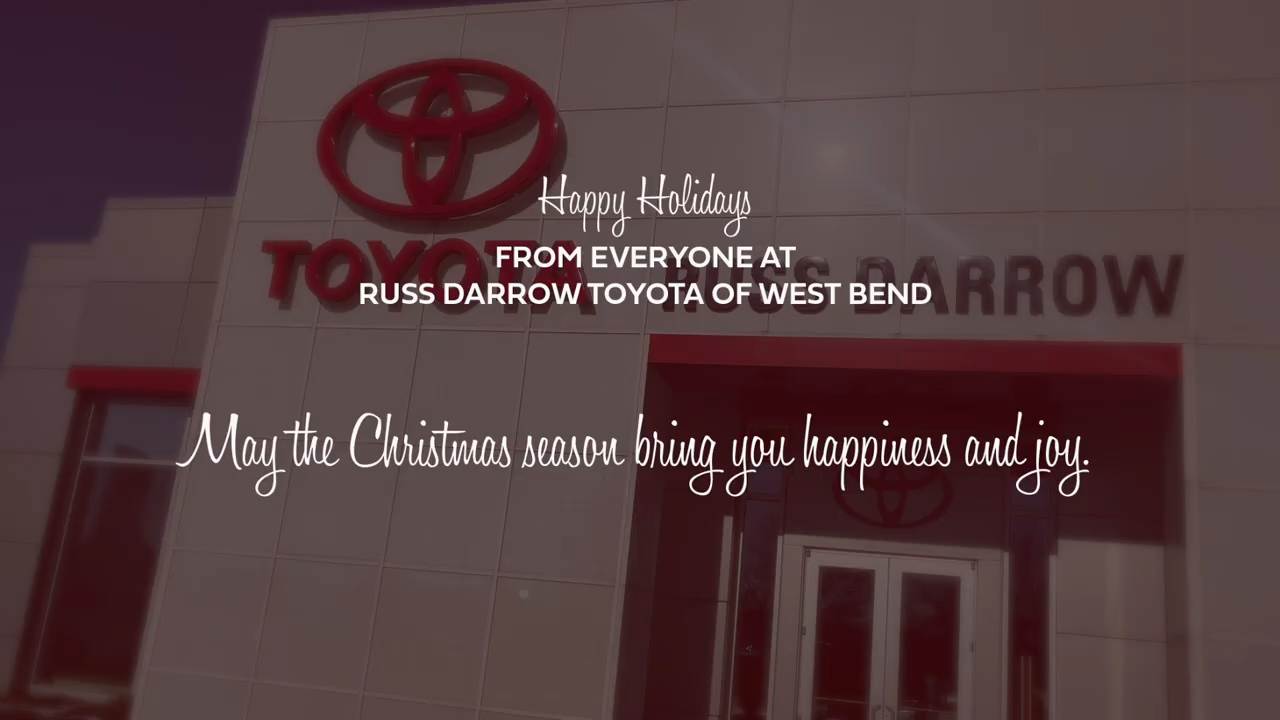 Happy Holidays
FROM EVERYONE AT
RUSS DARROW TOYOTA OF WEST BEND
TOYOTA RUSS DARROW
May the Christmas season bring you happiness and joy.